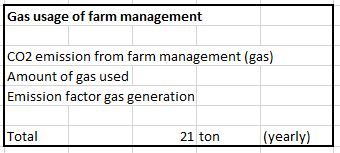 Gas usage of farm management
CO2 emission from farm management (gas)
Amount of gas used
Emission factor gas generation
Total 21 ton (yearly)